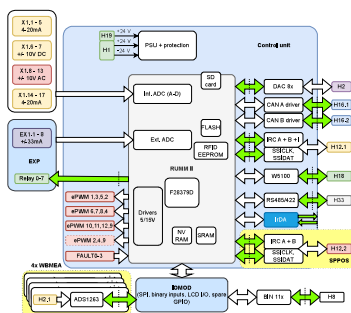 X1.1 - 5
4-20mA
X1.6 - 7
+/- 10V DC
X1.8 - 13
+/- 10V AC
X1.14 - 17
4-20mA
H19
+24 V
H1
+24 V
-24 V
PSU + protection
Control unit
SD card
Int. ADC (A-D)
DAC 8x
H2
CAN A driver
H16.1
CAN B driver
H16.2
EX1.1 - 8
+/-33mA
EXP
Relay 0-7
Ext. ADC
FLASH
RFID EEPROM
IRC A + B +I
SSICLK, SSIDAT
H12.1
RUNM II
W5100
H18
RS485/422
H33
IrDA
F28379D
ePWM 1,3,5,2
ePWM 6,7,8,4
ePWM 10,11,12,9
ePWM 2,4,9
FAULT0-3
Drivers 5/15V
NV RAM
SRAM
IRC A + B
SSICLK, SSIDAT
H12.2
SPPOS
4x WBMEA
H2.1
ADS1263
IOMOD
(SPI, binary inputs, LCD I/O, spare GPIO)
BIN 11x
H8